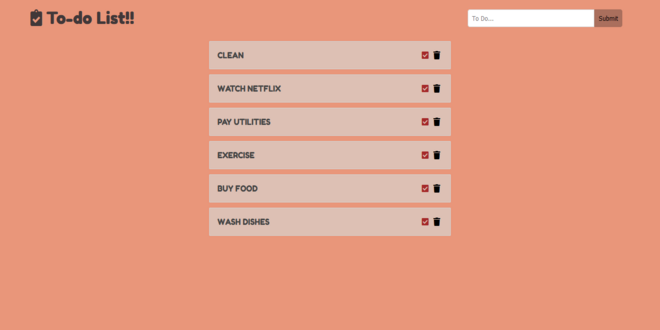 To-do List!!
To Do...
Submit
CLEAN
WATCH NETFLIX
PAY UTILITIES
EXERCISE
BUY FOOD
WASH DISHES